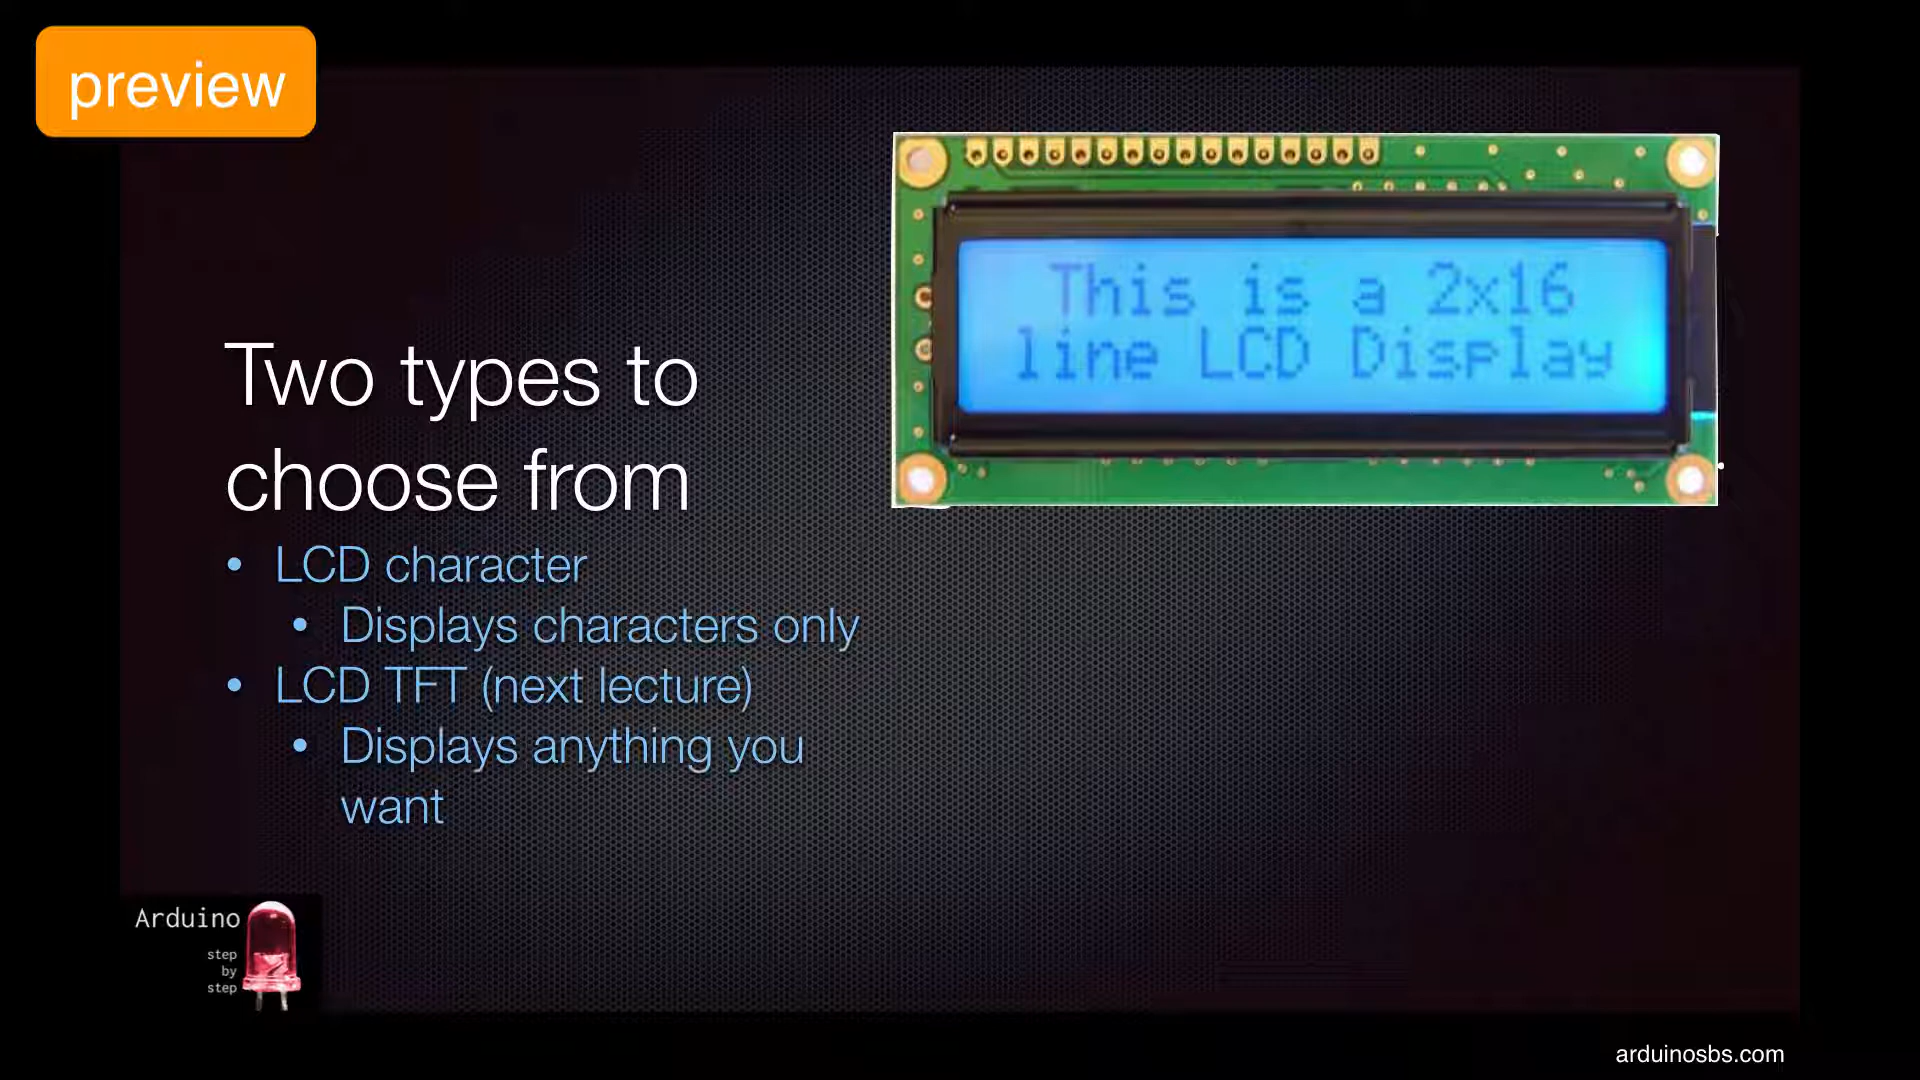 preview
This is a 2x16
line LCD Display
Two types to
choose from
• LCD character
• Displays characters only
• LCD TFT (next lecture)
• Displays anything you
want
Arduino
step
by
step
arduinosbs.com